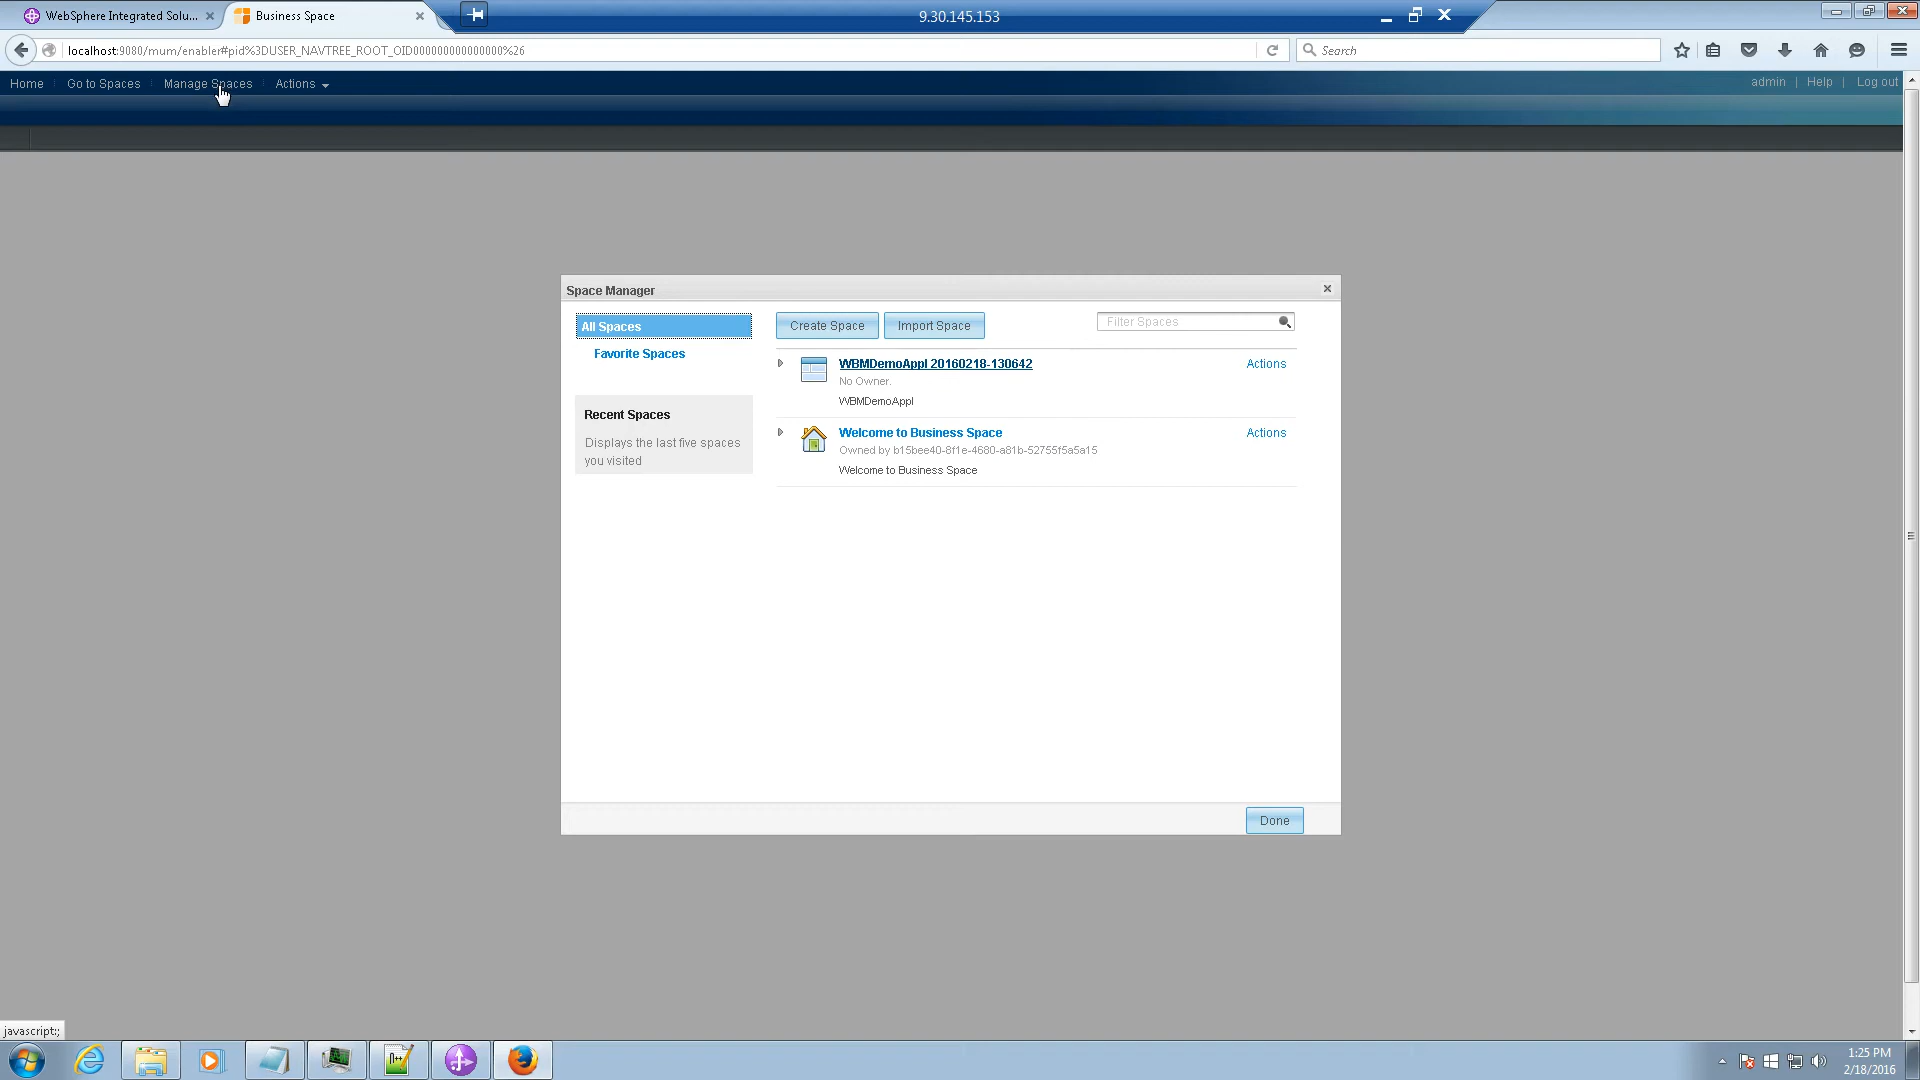 WebSphere Integrated Solu...
Business Space
9.30.145.153
localhost:9080/mum/enabler#pid%3DUSER_NAVTREE_ROOT_OID000000000000000%26
Search
Home
Go to Spaces
Manage Spaces
Actions
admin | Help | Log out
Space Manager
All Spaces
Favorite Spaces
Recent Spaces
Displays the last five spaces
you visited
Create Space
Import Space
Filter Spaces
WBMDemoAppl 20160218-130642
Actions
No Owner.
WBMDemoAppl
Welcome to Business Space
Actions
Owned by b15bee40-8f1e-4680-a81b-52755f5a5a15
Welcome to Business Space
Done
javascript:;
1:25 PM
2/18/2016